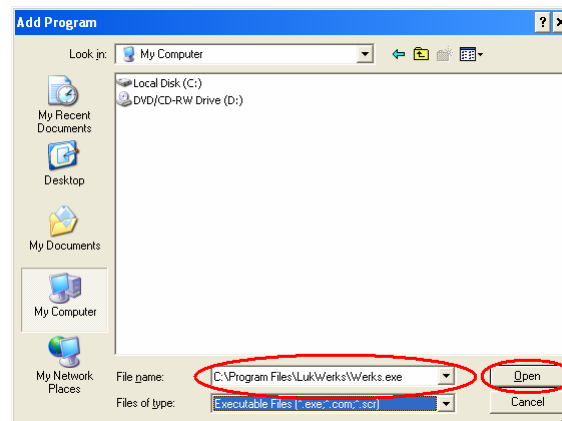 Add Program
Look in: My Computer
Local Disk (C:)
DVD/CD-RW Drive (D:)
My Recent
Documents
Desktop
My Documents
My Computer
My Network
Places
File name: C:\Program Files\LukWerks\Werks.exe Open
Files of type: Executable Files (*.exe;*.com;*.scr) Cancel